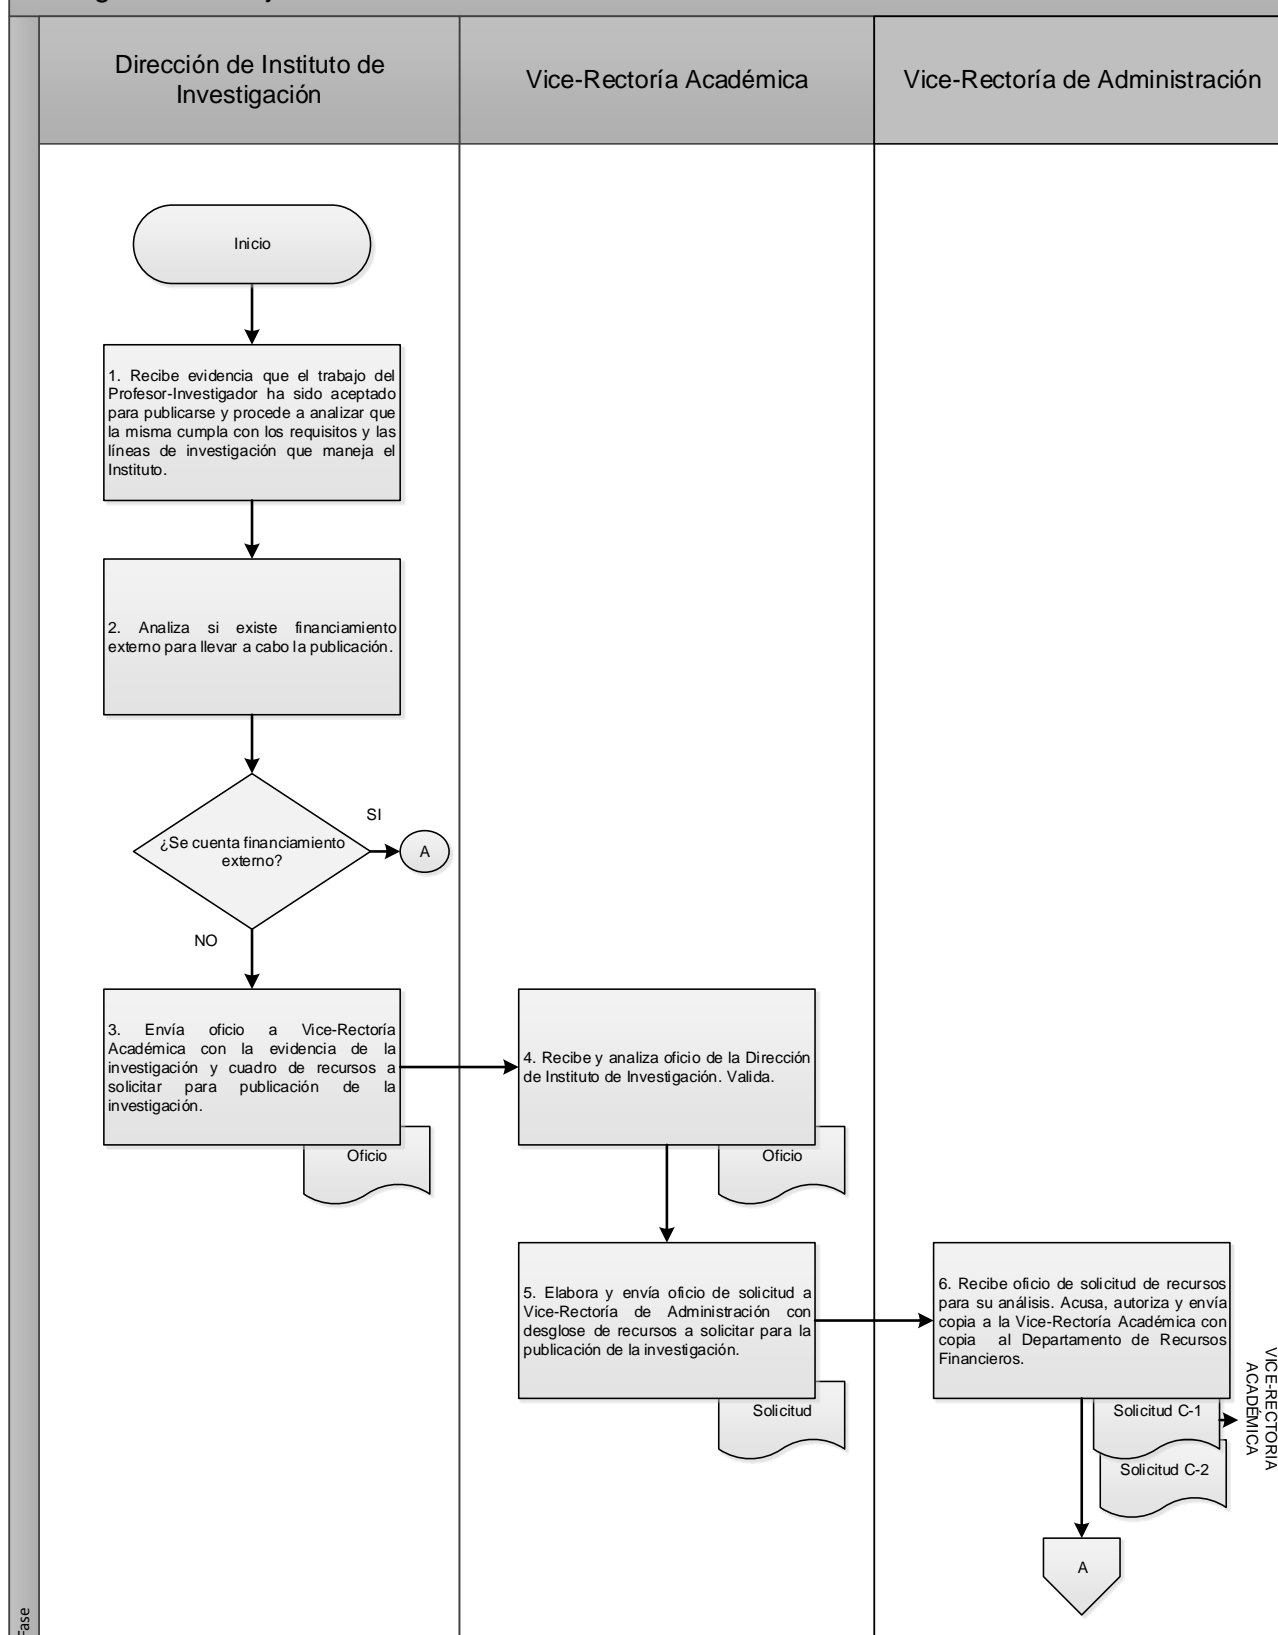 Dirección de Instituto de
Investigación
Vice-Rectoría Académica
Vice-Rectoría de Administración
Inicio
1. Recibe evidencia que el trabajo del
Profesor-Investigador ha sido aceptado
para publicarse y procede a analizar que
la misma cumpla con los requisitos y las
líneas de investigación que maneja el
Instituto.
2. Analiza si existe financiamiento
externo para llevar a cabo la publicación.
¿Se cuenta financiamiento
externo?
SI
A
NO
3. Envía oficio a Vice-Rectoría
Académica con la evidencia de la
investigación y cuadro de recursos a
solicitar para publicación de la
investigación.
Oficio
4. Recibe y analiza oficio de la Dirección
de Instituto de Investigación. Valida.
Oficio
5. Elabora y envía oficio de solicitud a
Vice-Rectoría de Administración con
desglose de recursos a solicitar para la
publicación de la investigación.
Solicitud
6. Recibe oficio de solicitud de recursos
para su análisis. Acusa, autoriza y envía
copia a la Vice-Rectoría Académica con
copia al Departamento de Recursos
Financieros.
Solicitud C-1
Solicitud C-2
VICE-RECTORIA
ACADÉMICA
A
Fase